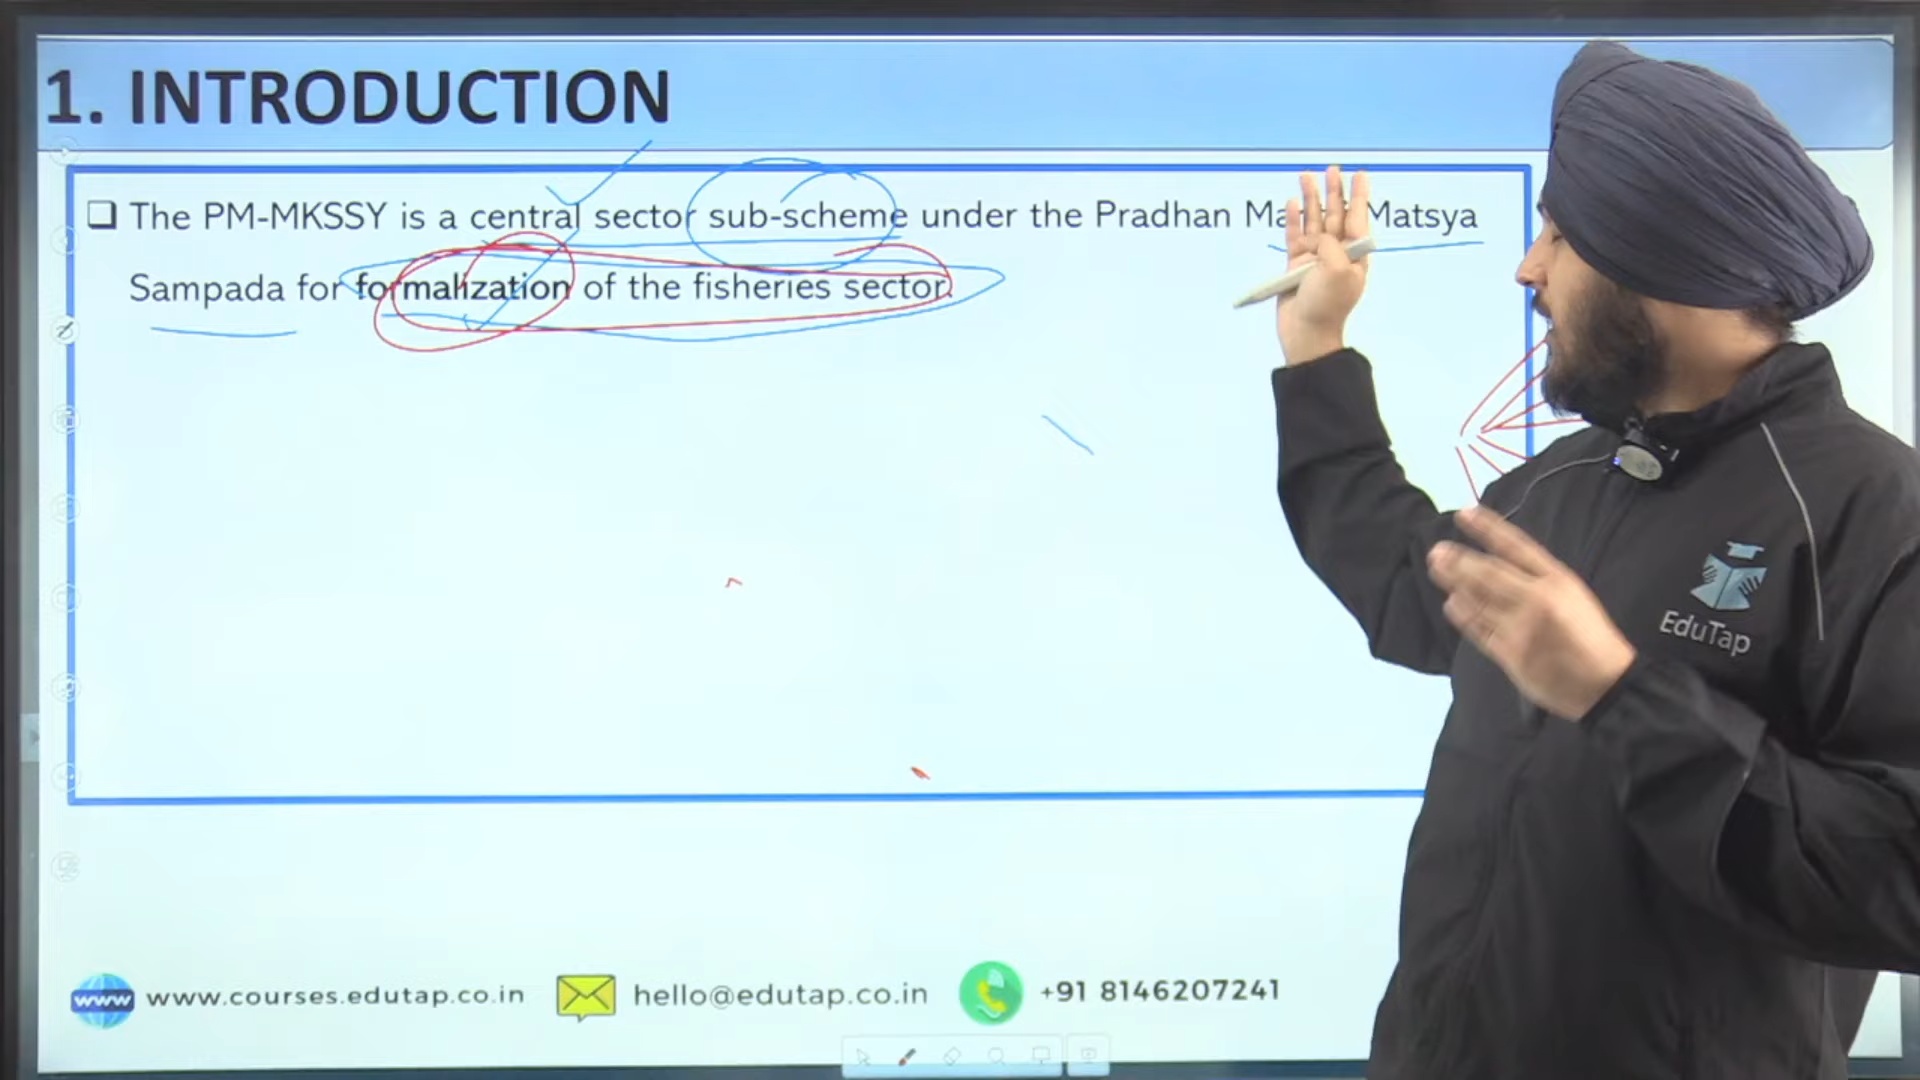 1. INTRODUCTION
The PM-MKSSY is a central sector sub-scheme under the Pradhan Matsya
Sampada for formalization of the fisheries sector.
EduTap
www www.courses.edutap.co.in hello@edutap.co.in +91 8146207241